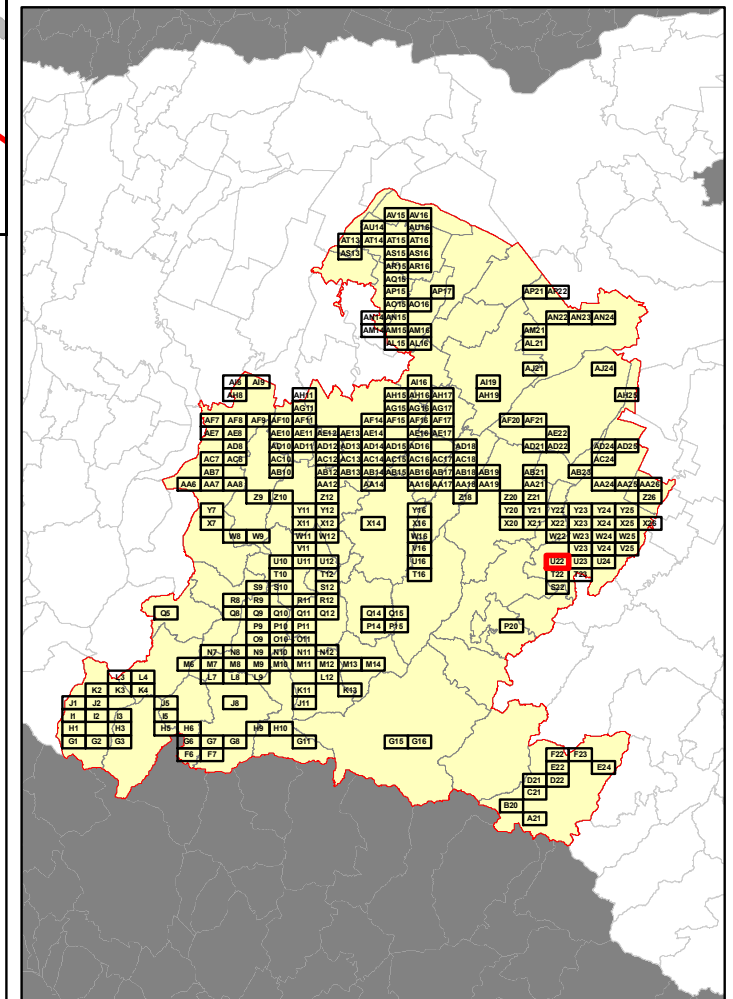 AV15 AV16
AU14 AU16
AT13 AT14 AT15 AT16
AS13 AS15 AS16
AR15 AR16
AQ15
AP15 AP17 AP21 AP22
AO15 AO16
AN14 AN15 AN22 AN23 AN24
AM14 AM15 AM16 AM21
AL15 AL16 AL21
AJ21 AJ24
AI8 AI9 AI16 AI19
AH8 AH11 AH15 AH16 AH17 AH19 AH25
AG11 AG15 AG16 AG17
AF7 AF8 AF9 AF10 AF11 AF14 AF15 AF16 AF17 AF20 AF21
AE7 AE8 AE10 AE11 AE12 AE13 AE14 AE16 AE17 AE22
AD8 AD10 AD11 AD12 AD13 AD14 AD15 AD16 AD18 AD21 AD22 AD24 AD25
AC7 AC8 AC10 AC12 AC13 AC14 AC15 AC16 AC17 AC18 AC24
AB7 AB10 AB12 AB13 AB14 AB15 AB16 AB17 AB18 AB19 AB21 AB23
AA6 AA7 AA8 AA12 AA14 AA16 AA17 AA18 AA19 AA21 AA24 AA25 AA26
Z9 Z10 Z12 Z18 Z20 Z21 Z26
Y7 Y11 Y12 Y16 Y20 Y21 Y22 Y23 Y24 Y25
X7 X11 X12 X14 X16 X20 X21 X22 X23 X24 X25 X26
W8 W9 W11 W12 W16 W22 W23 W24 W25
V11 V16 V23 V24 V25
U10 U11 U12 U16 U22 U23 U24
T10 T12 T16 T22 T23
S9 S10 S12 S22
R8 R9 R11 R12
Q5 Q8 Q9 Q10 Q11 Q12 Q14 Q15
P9 P10 P11 P14 P15 P20
O9 O10 O11
N7 N8 N9 N10 N11 N12
M6 M7 M8 M9 M10 M11 M12 M13 M14
L3 L4 L7 L8 L9 L12
K2 K3 K4 K11 K13
J1 J2 J5 J8 J11
I1 I2 I3 I5
H1 H3 H5 H6 H9 H10
G1 G2 G3 G6 G7 G8 G11 G15 G16
F6 F7 F22 F23
E22 E24
D21 D22
C21
B20
A21